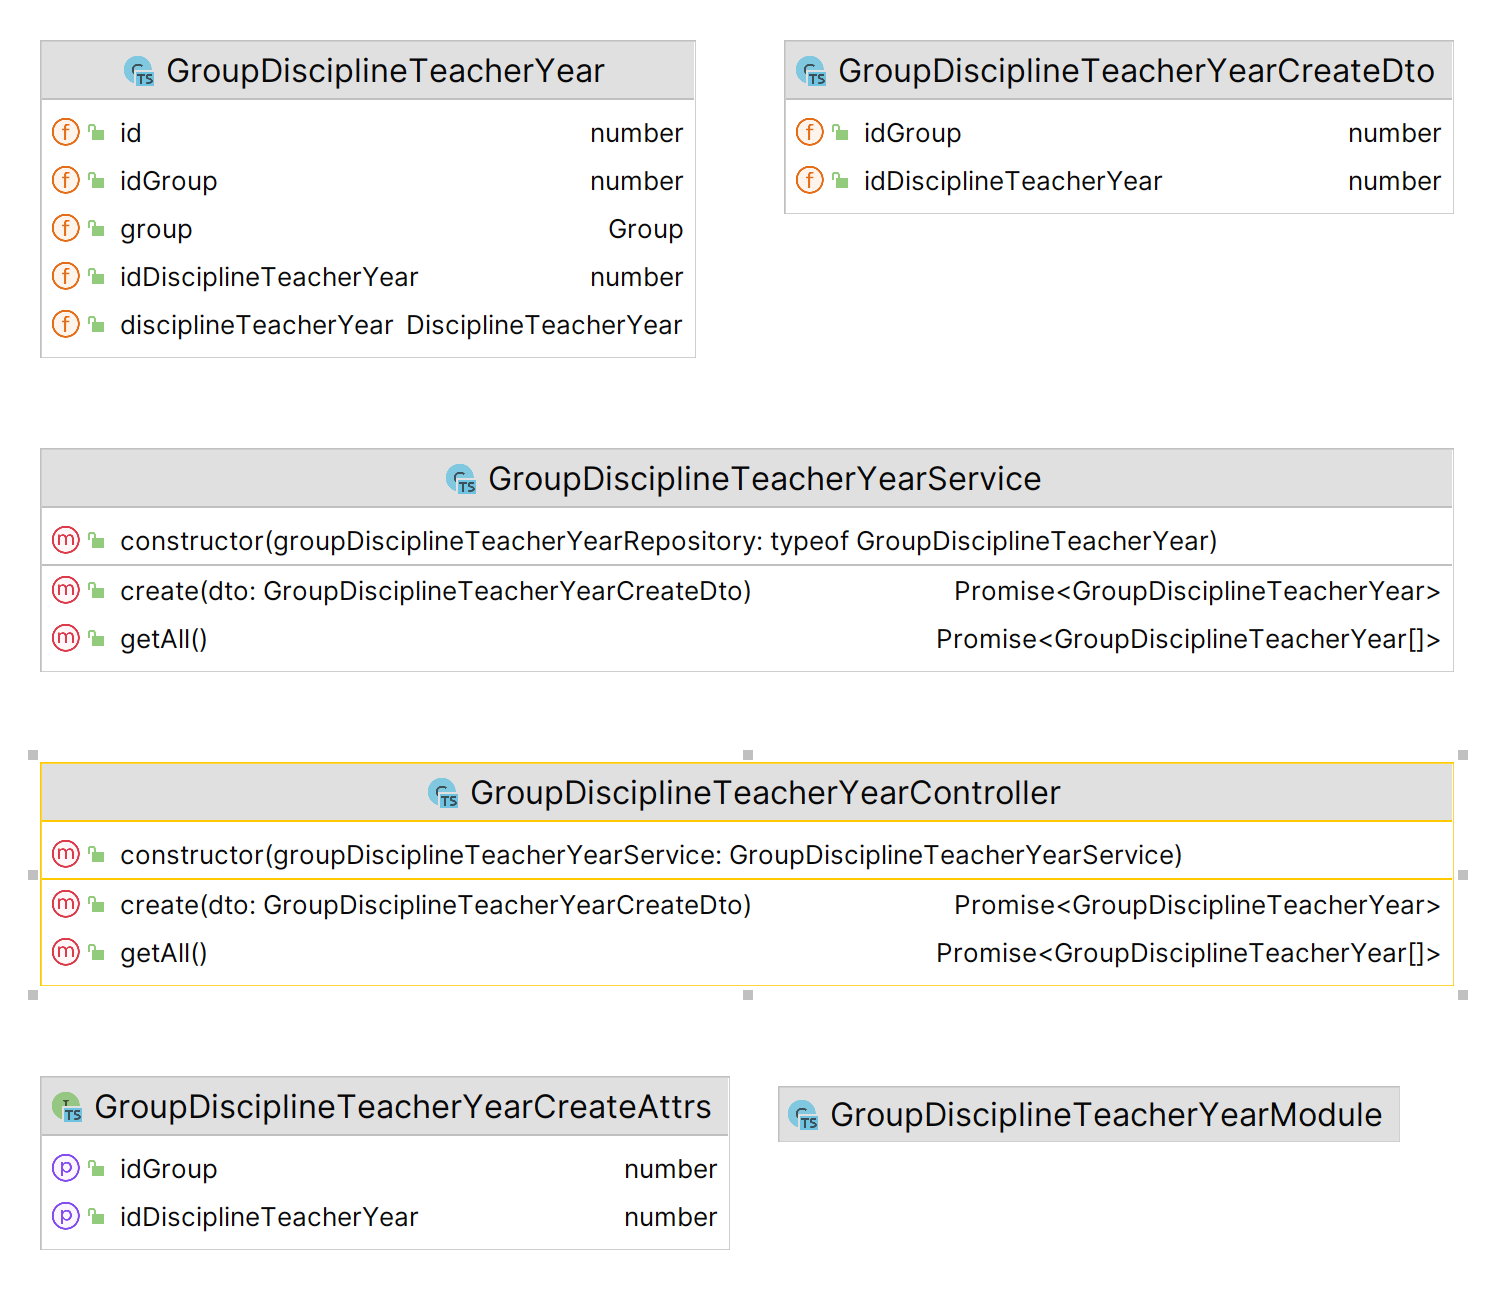 GroupDisciplineTeacherYear
id number
idGroup number
group Group
idDisciplineTeacherYear number
disciplineTeacherYear DisciplineTeacherYear
GroupDisciplineTeacherYearCreateDto
idGroup number
idDisciplineTeacherYear number
GroupDisciplineTeacherYearService
constructor(groupDisciplineTeacherYearRepository: typeof GroupDisciplineTeacherYear)
create(dto: GroupDisciplineTeacherYearCreateDto) Promise<GroupDisciplineTeacherYear>
getAll() Promise<GroupDisciplineTeacherYear[]>
GroupDisciplineTeacherYearController
constructor(groupDisciplineTeacherYearService: GroupDisciplineTeacherYearService)
create(dto: GroupDisciplineTeacherYearCreateDto) Promise<GroupDisciplineTeacherYear>
getAll() Promise<GroupDisciplineTeacherYear[]>
GroupDisciplineTeacherYearCreateAttrs
idGroup number
idDisciplineTeacherYear number
GroupDisciplineTeacherYearModule